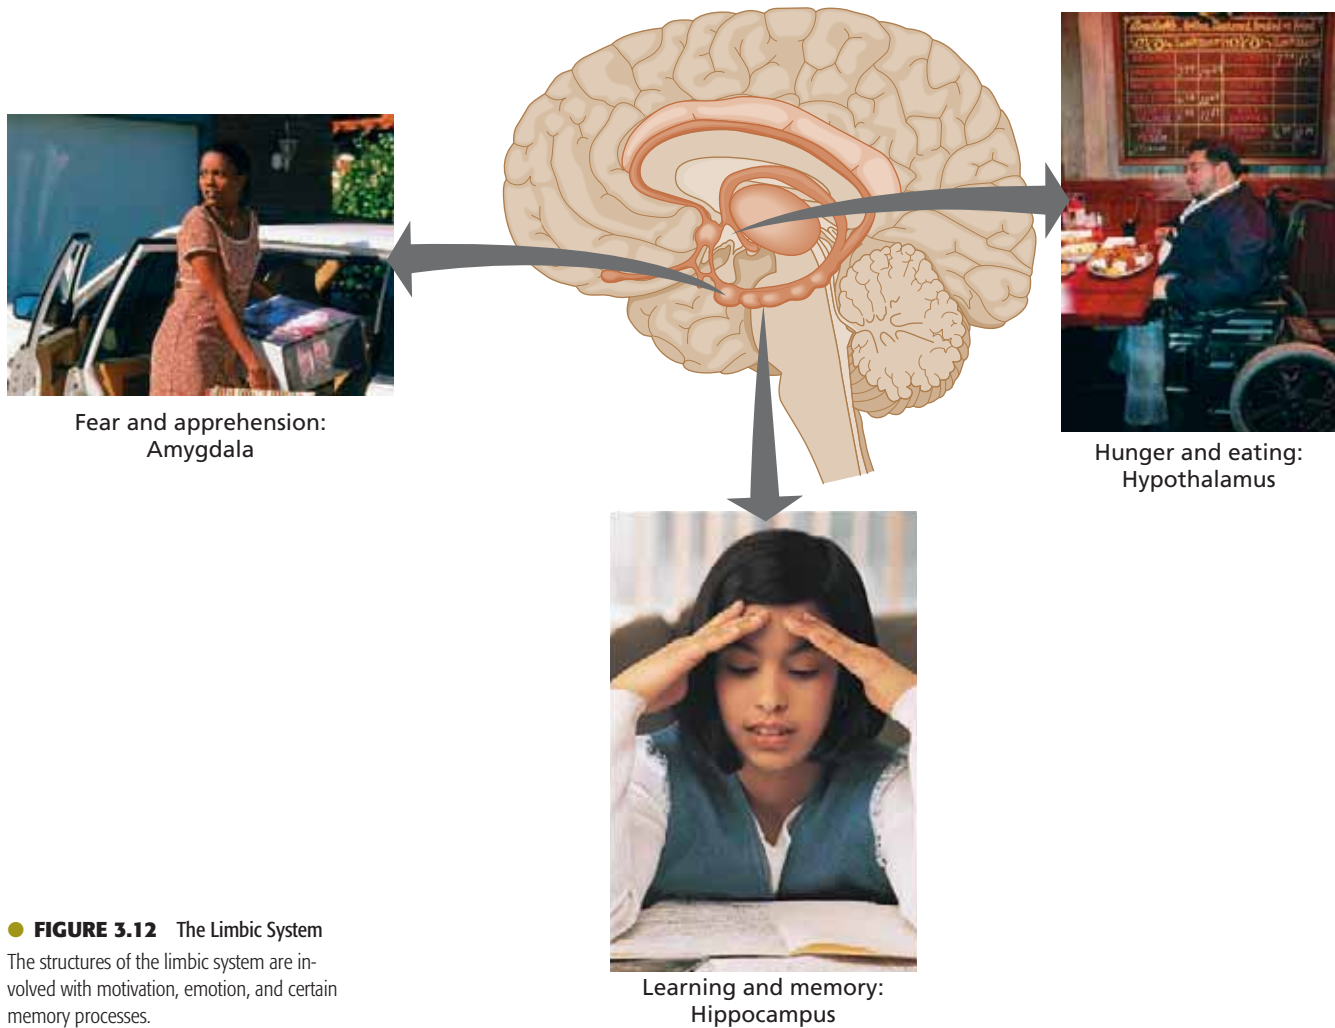 Fear and apprehension:
Amygdala
Hunger and eating:
Hypothalamus
Learning and memory:
Hippocampus
● FIGURE 3.12 The Limbic System
The structures of the limbic system are in-
volved with motivation, emotion, and certain
memory processes.